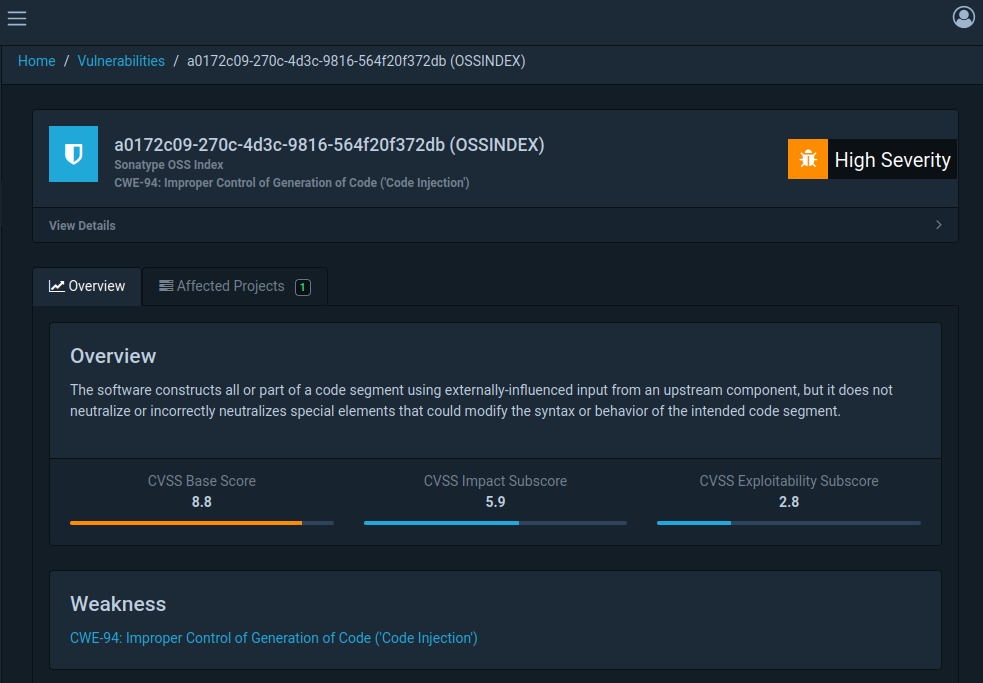 Home / Vulnerabilities / a0172c09-270c-4d3c-9816-564f20f372db (OSSINDEX)
a0172c09-270c-4d3c-9816-564f20f372db (OSSINDEX)
Sonatype OSS Index
CWE-94: Improper Control of Generation of Code ('Code Injection')
High Severity
View Details
Overview
Affected Projects 1
Overview
The software constructs all or part of a code segment using externally-influenced input from an upstream component, but it does not
neutralize or incorrectly neutralizes special elements that could modify the syntax or behavior of the intended code segment.
CVSS Base Score
8.8
CVSS Impact Subscore
5.9
CVSS Exploitability Subscore
2.8
Weakness
CWE-94: Improper Control of Generation of Code ('Code Injection')